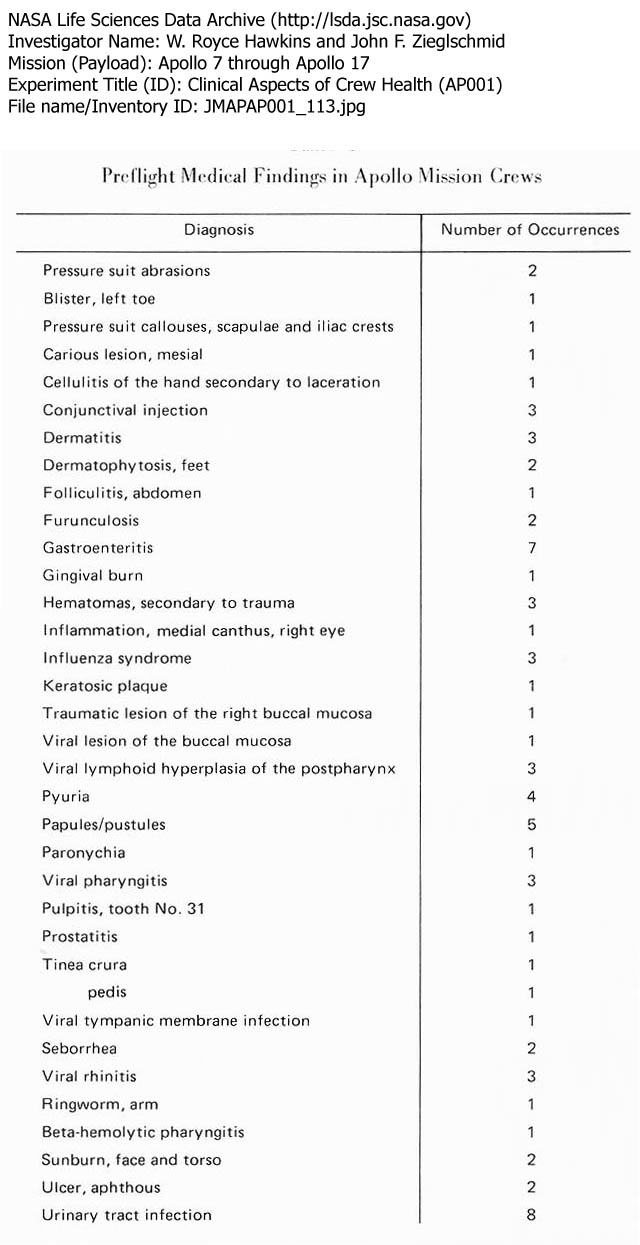 NASA Life Sciences Data Archive (http://lsda.jsc.nasa.gov)
Investigator Name: W. Royce Hawkins and John F. Zieglschmid
Mission (Payload): Apollo 7 through Apollo 17
Experiment Title (ID): Clinical Aspects of Crew Health (AP001)
File name/Inventory ID: JMAPAP001_113.jpg
Preflight Medical Findings in Apollo Mission Crews
Diagnosis Number of Occurrences
Pressure suit abrasions 2
Blister, left toe 1
Pressure suit callouses, scapulae and iliac crests 1
Carious lesion, mesial 1
Cellulitis of the hand secondary to laceration 1
Conjunctival injection 3
Dermatitis 3
Dermatophytosis, feet 2
Folliculitis, abdomen 1
Furunculosis 2
Gastroenteritis 7
Gingival burn 1
Hematomas, secondary to trauma 3
Inflammation, medial canthus, right eye 1
Influenza syndrome 3
Keratosic plaque 1
Traumatic lesion of the right buccal mucosa 1
Viral lesion of the buccal mucosa 1
Viral lymphoid hyperplasia of the postpharynx 3
Pyuria 4
Papules/pustules 5
Paronychia 1
Viral pharyngitis 3
Pulpitis, tooth No. 31 1
Prostatitis 1
Tinea crura 1
pedis 1
Viral tympanic membrane infection 1
Seborrhea 2
Viral rhinitis 3
Ringworm, arm 1
Beta-hemolytic pharyngitis 1
Sunburn, face and torso 2
Ulcer, aphthous 2
Urinary tract infection 8